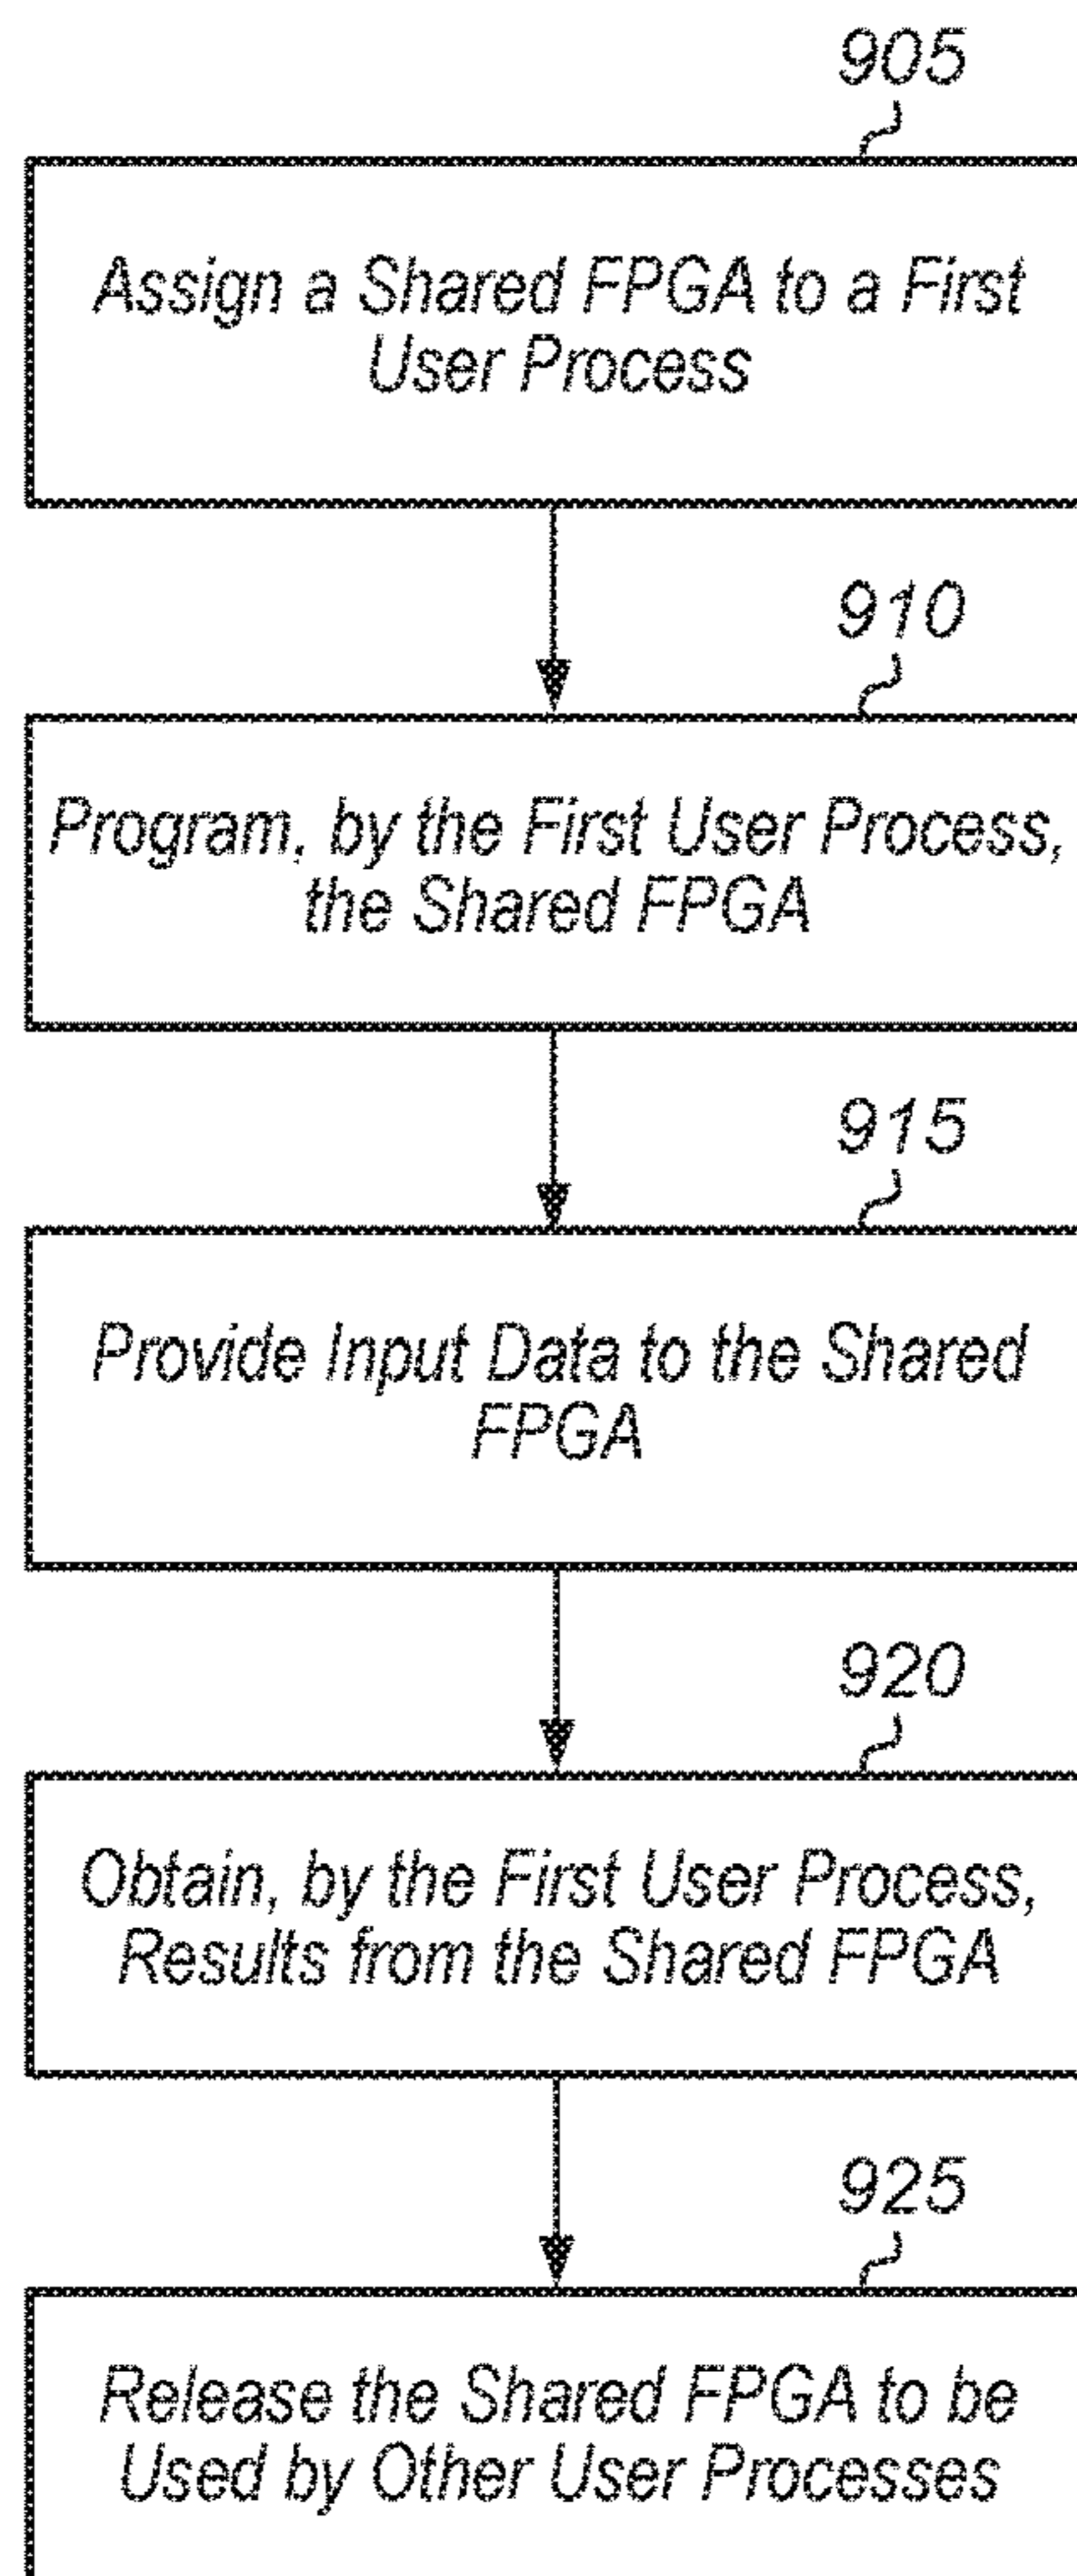 905
Assign a Shared FPGA to a First
User Process
910
Program, by the First User Process,
the Shared FPGA
915
Provide Input Data to the Shared
FPGA
920
Obtain, by the First User Process,
Results from the Shared FPGA
925
Release the Shared FPGA to be
Used by Other User Processes